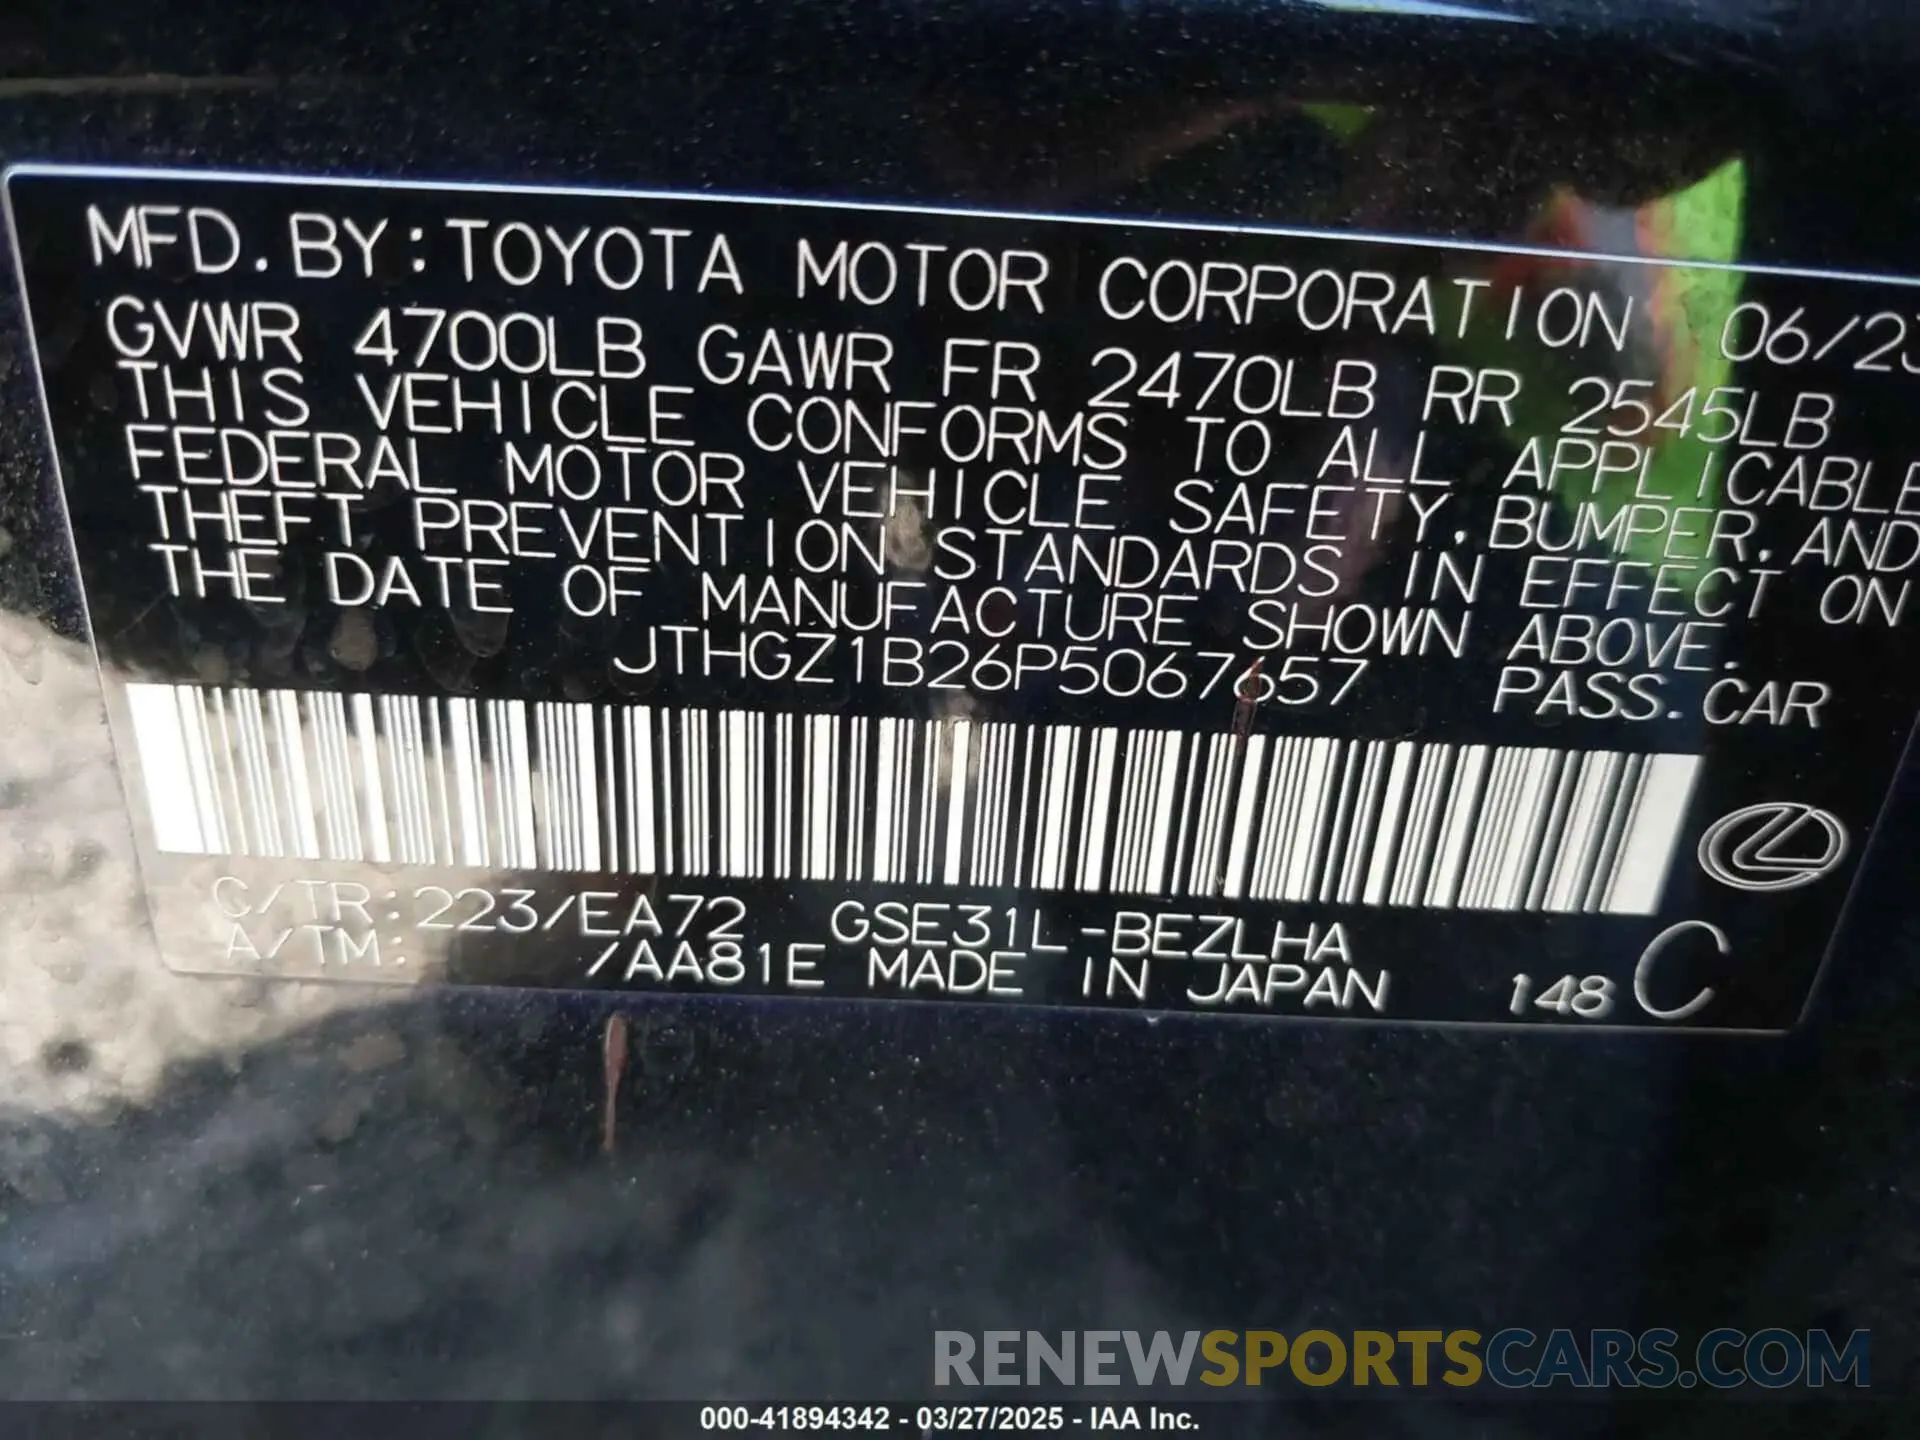 MFD.BY:TOYOTA MOTOR CORPORATION 06/23
GVWR 4700LB GAWR FR 2470LB RR 2545LB
THIS VEHICLE CONFORMS TO ALL APPLICABLE
FEDERAL MOTOR VEHICLE SAFETY, BUMPER, AND
THEFT PREVENTION STANDARDS IN EFFECT ON
THE DATE OF MANUFACTURE SHOWN ABOVE.
JTHGZ1B26P5067657 PASS.CAR
C/TR:223/EA72 GSE31L-BEZLHA
A/TM: /AA81E MADE IN JAPAN 148 C
RENEWSPORTSCARS.COM
000-41894342 - 03/27/2025 - IAA Inc.